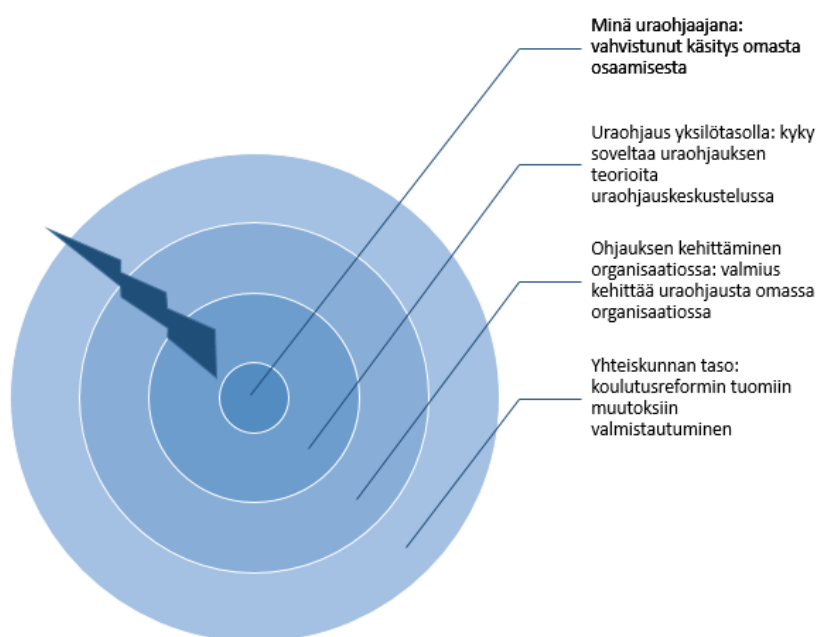 Minä uraohjaajana:
vahvistunut käsitys omasta
osaamisesta
Uraohjaus yksilötasolla: kyky
soveltaa uraohjauksen
teorioita
uraohjauskeskustelussa
Ohjauksen kehittäminen
organisaatiossa: valmius
kehittää uraohjausta omassa
organisaatiossa
Yhteiskunnan taso:
koulutusreformin tuomiin
muutoksiin
valmistautuminen